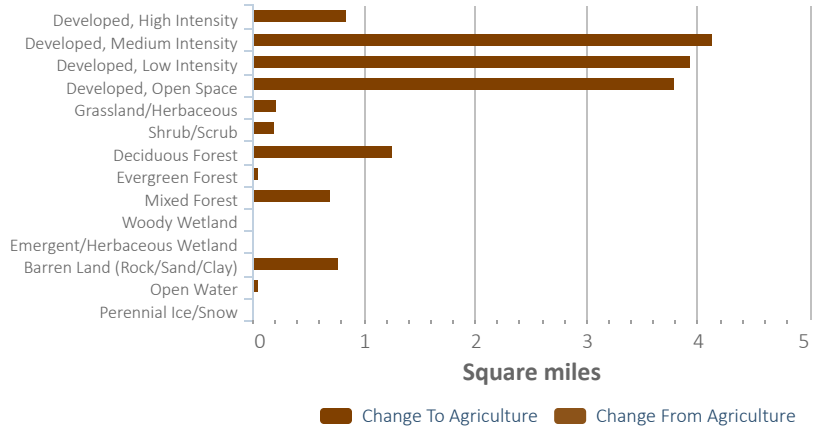 Developed, High Intensity
Developed, Medium Intensity
Developed, Low Intensity
Developed, Open Space
Grassland/Herbaceous
Shrub/Scrub
Deciduous Forest
Evergreen Forest
Mixed Forest
Woody Wetland
Emergent/Herbaceous Wetland
Barren Land (Rock/Sand/Clay)
Open Water
Perennial Ice/Snow
0 1 2 3 4 5
Square miles
Change To Agriculture Change From Agriculture